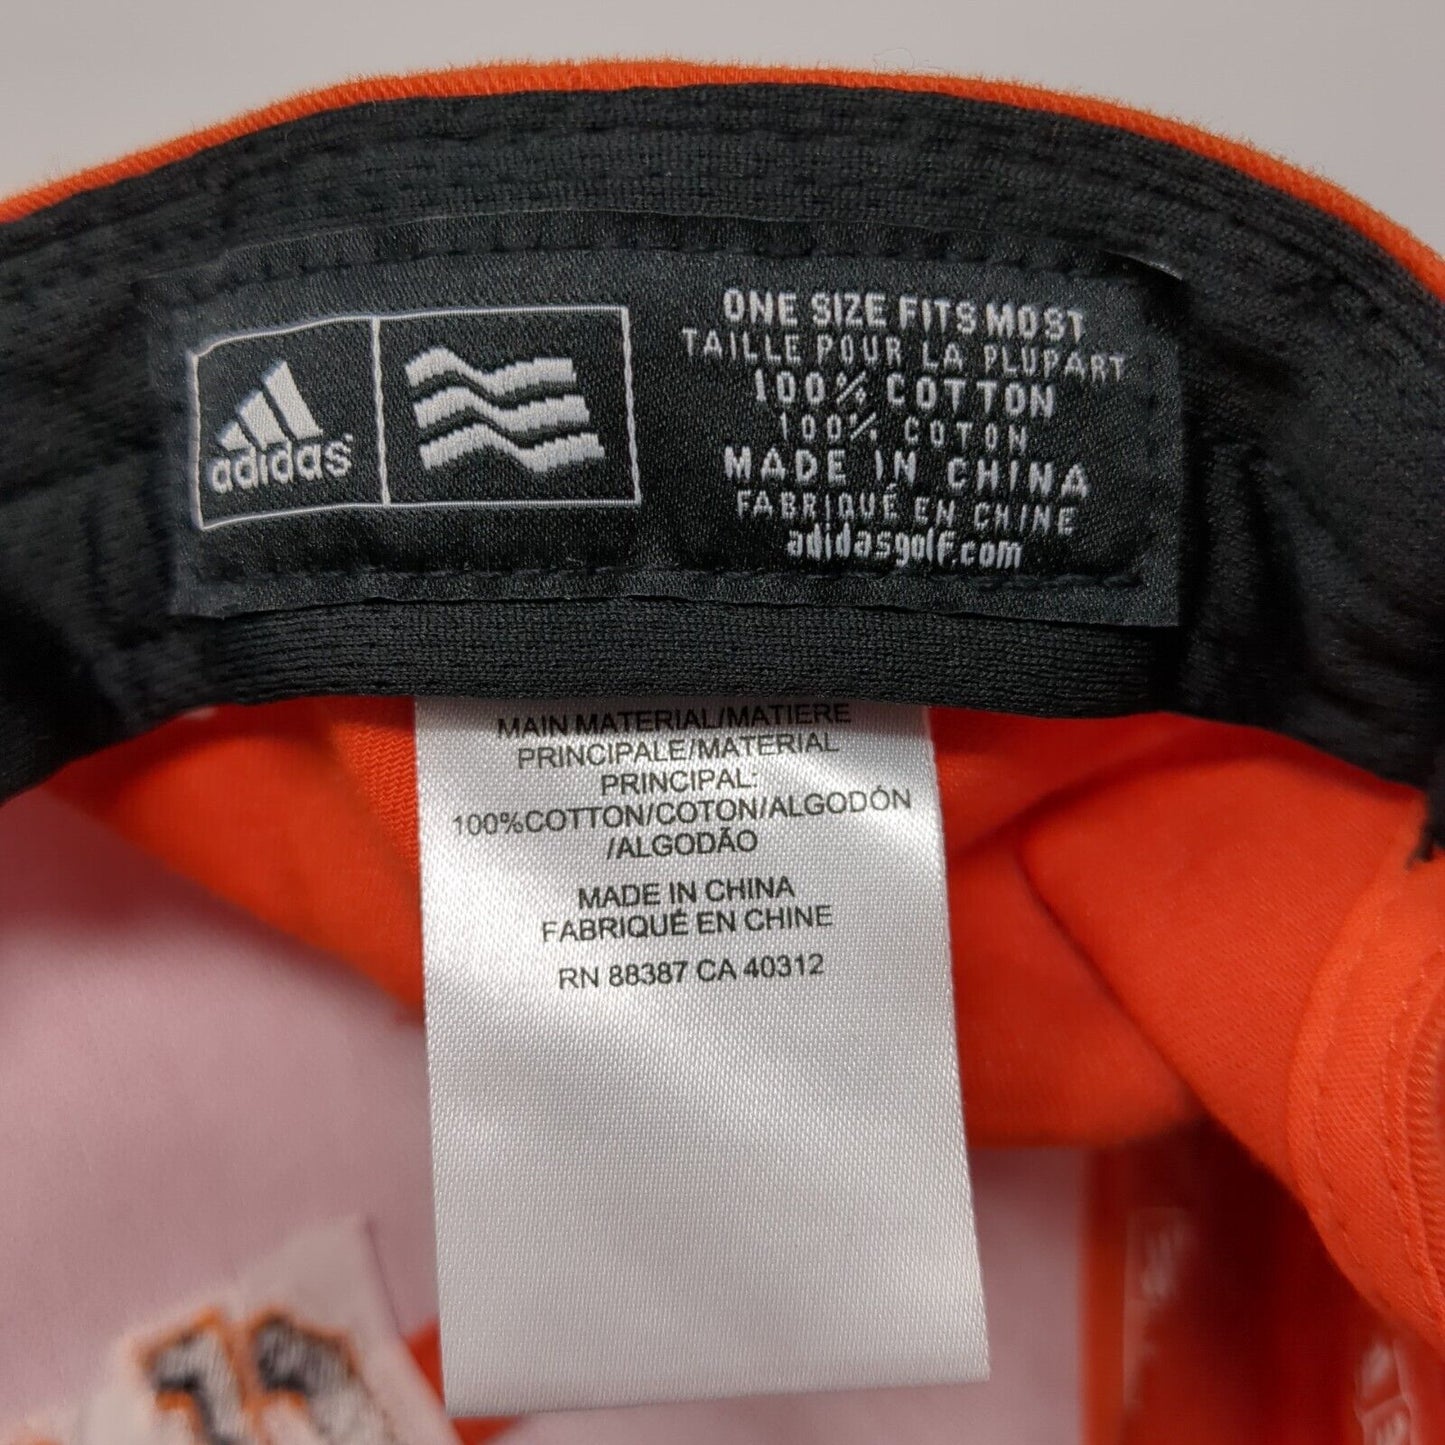 adidas
ONE SIZE FITS MOST
TAILLE POUR LA PLUPART
100% COTTON
100% COTON
MADE IN CHINA
FABRIQUÉ EN CHINE
adidasgolf.com
MAIN MATERIAL/MATIERE
PRINCIPALE/MATERIAL
PRINCIPAL:
100%COTTON/COTON/ALGODÓN
/ALGODÃO
MADE IN CHINA
FABRIQUÉ EN CHINE
RN 88387 CA 40312